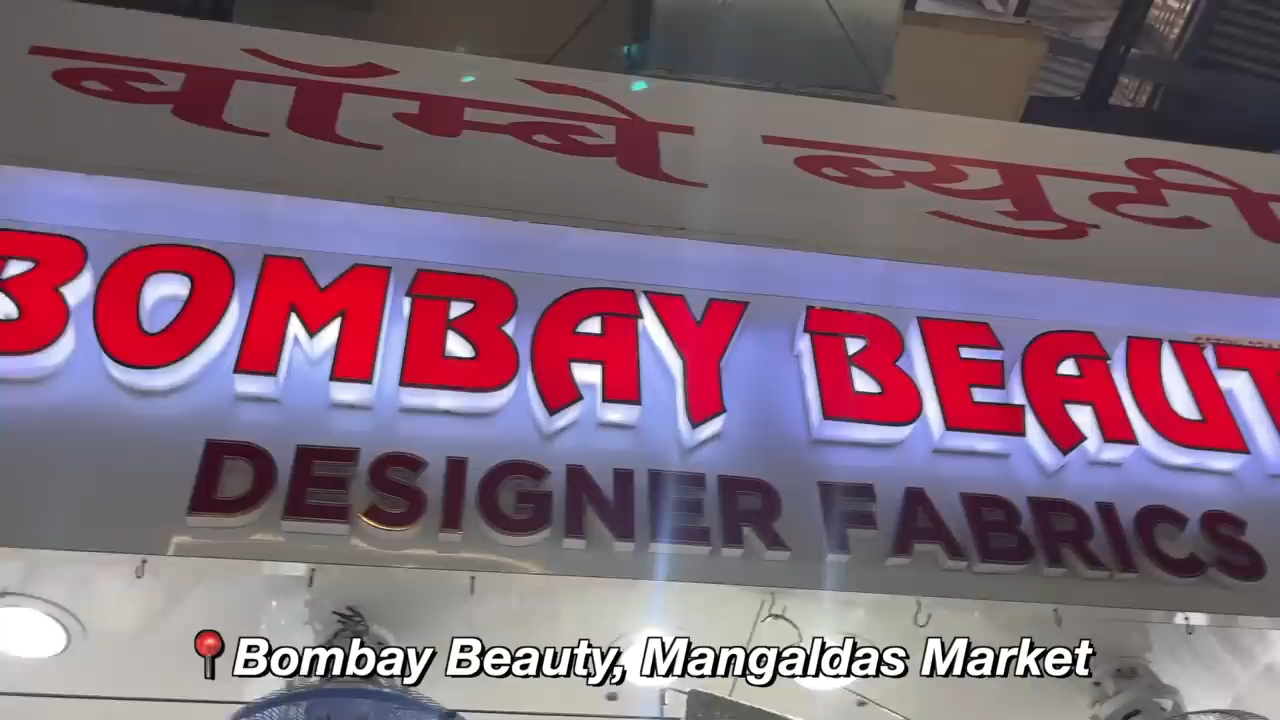 बॉम्बे ब्युटी
BOMBAY BEAUT
DESIGNER FABRICS
📍Bombay Beauty, Mangaldas Market